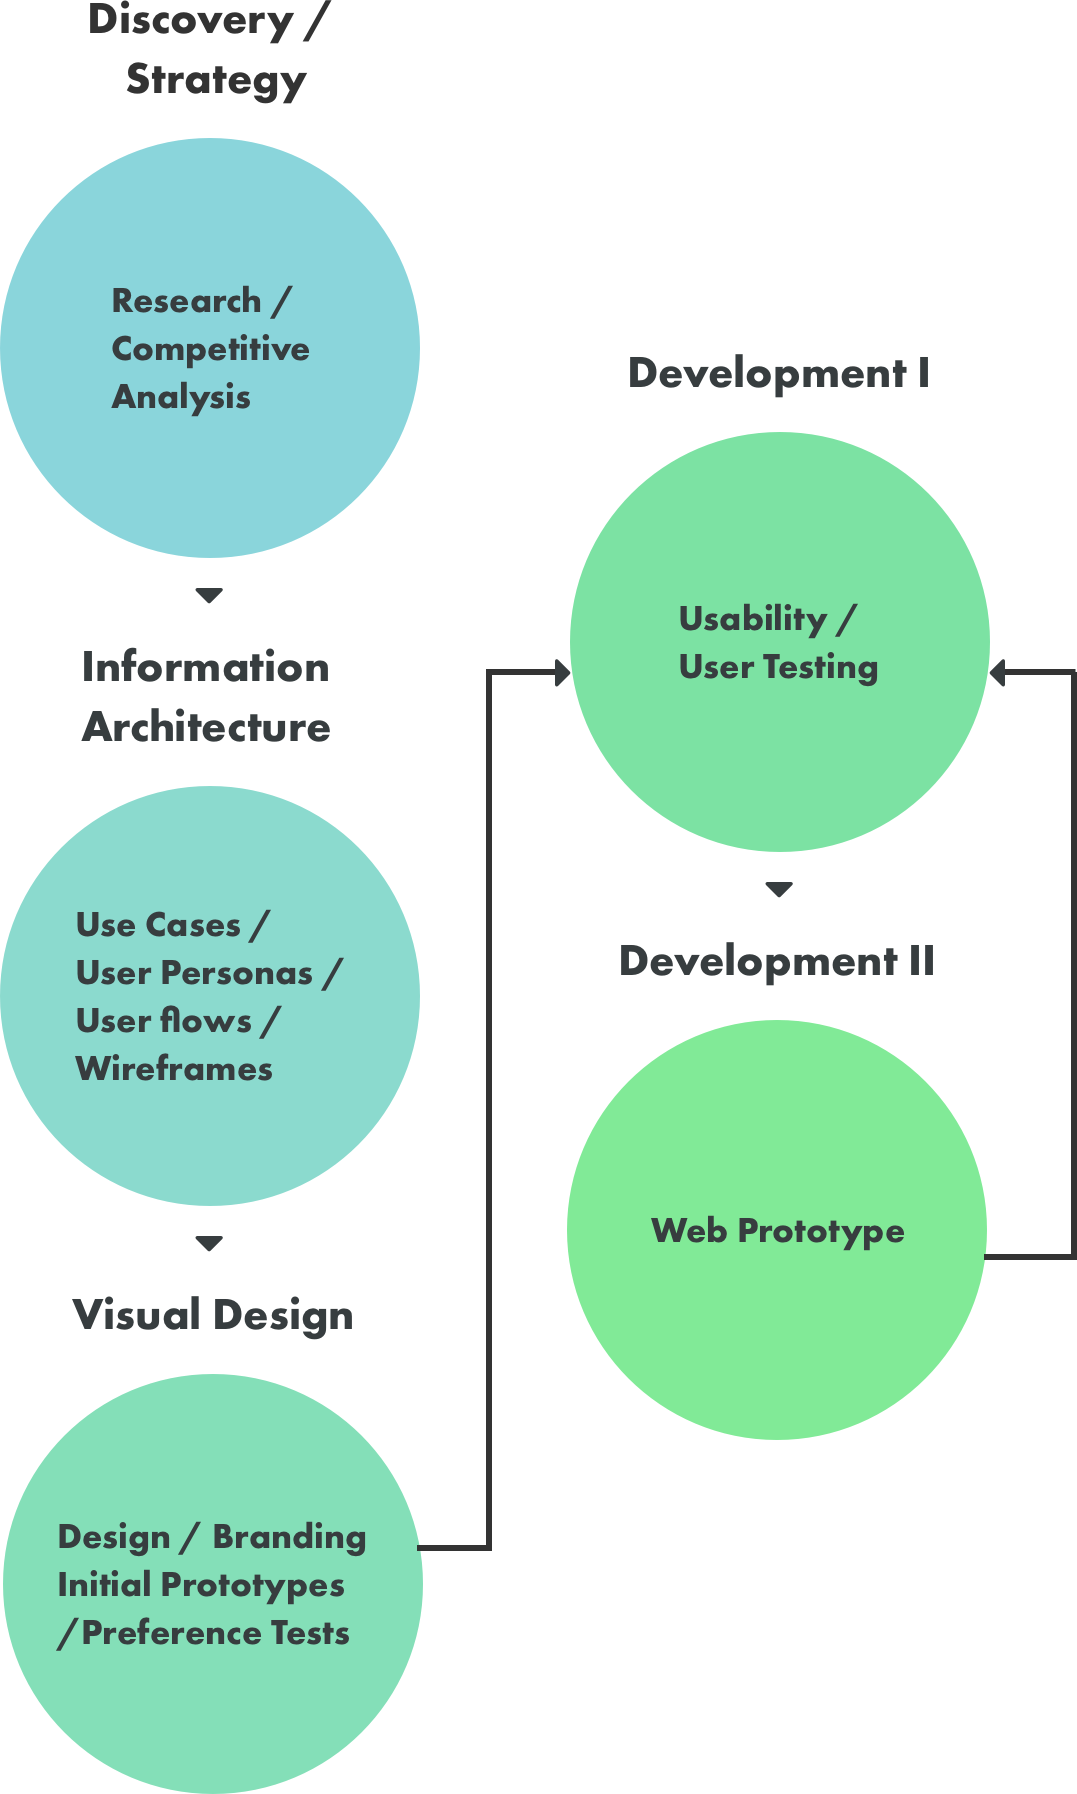 Discovery /
Strategy
Research /
Competitive
Analysis
Information
Architecture
Use Cases /
User Personas /
User flows /
Wireframes
Visual Design
Design / Branding
Initial Prototypes
/Preference Tests
Development I
Usability /
User Testing
Development II
Web Prototype